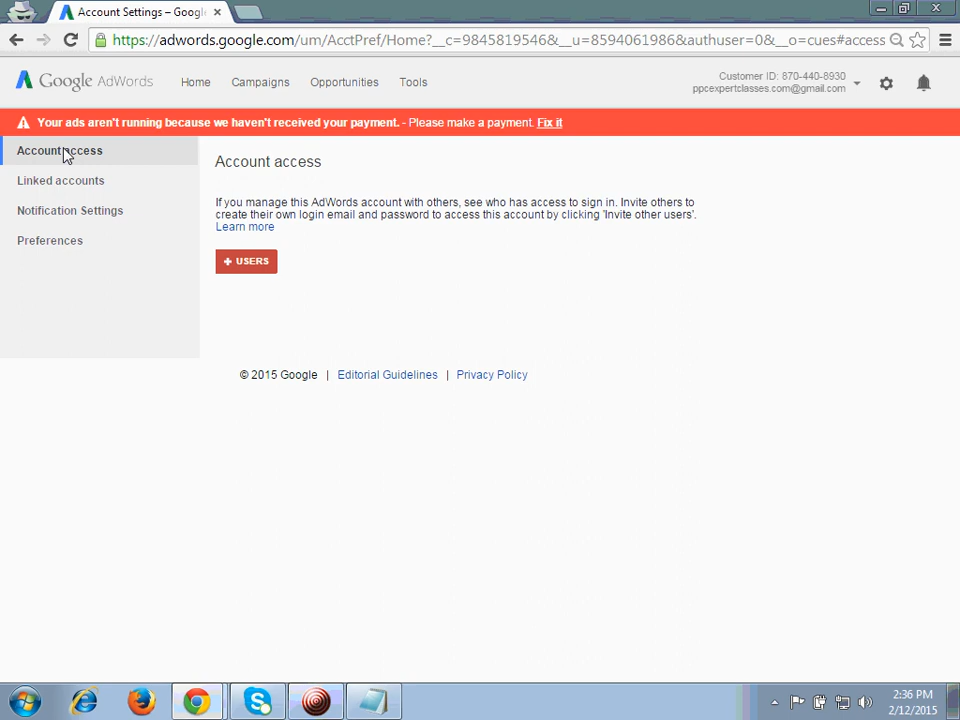 Account Settings – Googl
https://adwords.google.com/um/AcctPref/Home?__c=9845819546&__u=8594061986&authuser=0&__o=cues#access
Google AdWords Home Campaigns Opportunities Tools
Customer ID: 870-440-8930
ppcexpertclasses.com@gmail.com
Your ads aren't running because we haven't received your payment. - Please make a payment. Fix it
Account access
Linked accounts
Notification Settings
Preferences
Account access
If you manage this AdWords account with others, see who has access to sign in. Invite others to
create their own login email and password to access this account by clicking 'Invite other users'.
Learn more
+ USERS
© 2015 Google | Editorial Guidelines | Privacy Policy
2:36 PM
2/12/2015